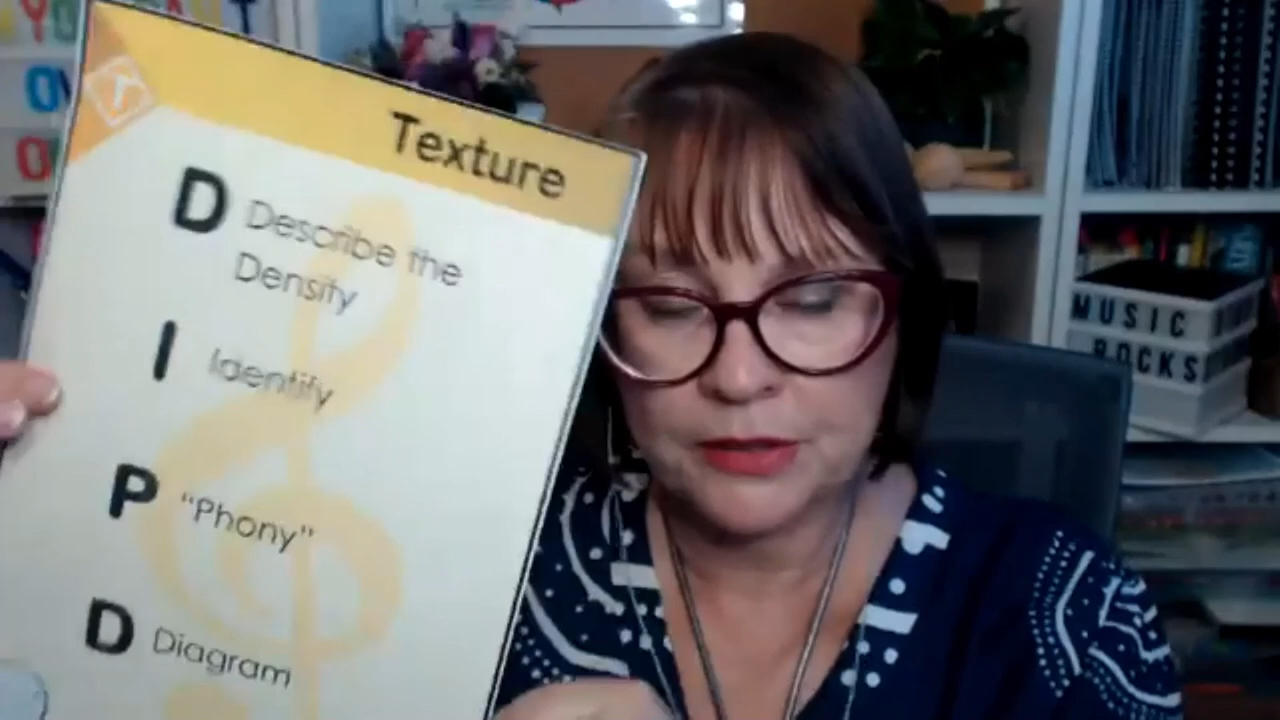 Texture
D Describe the
Density
I Identify
P "Phony"
D Diagram
MUSIC
ROCKS